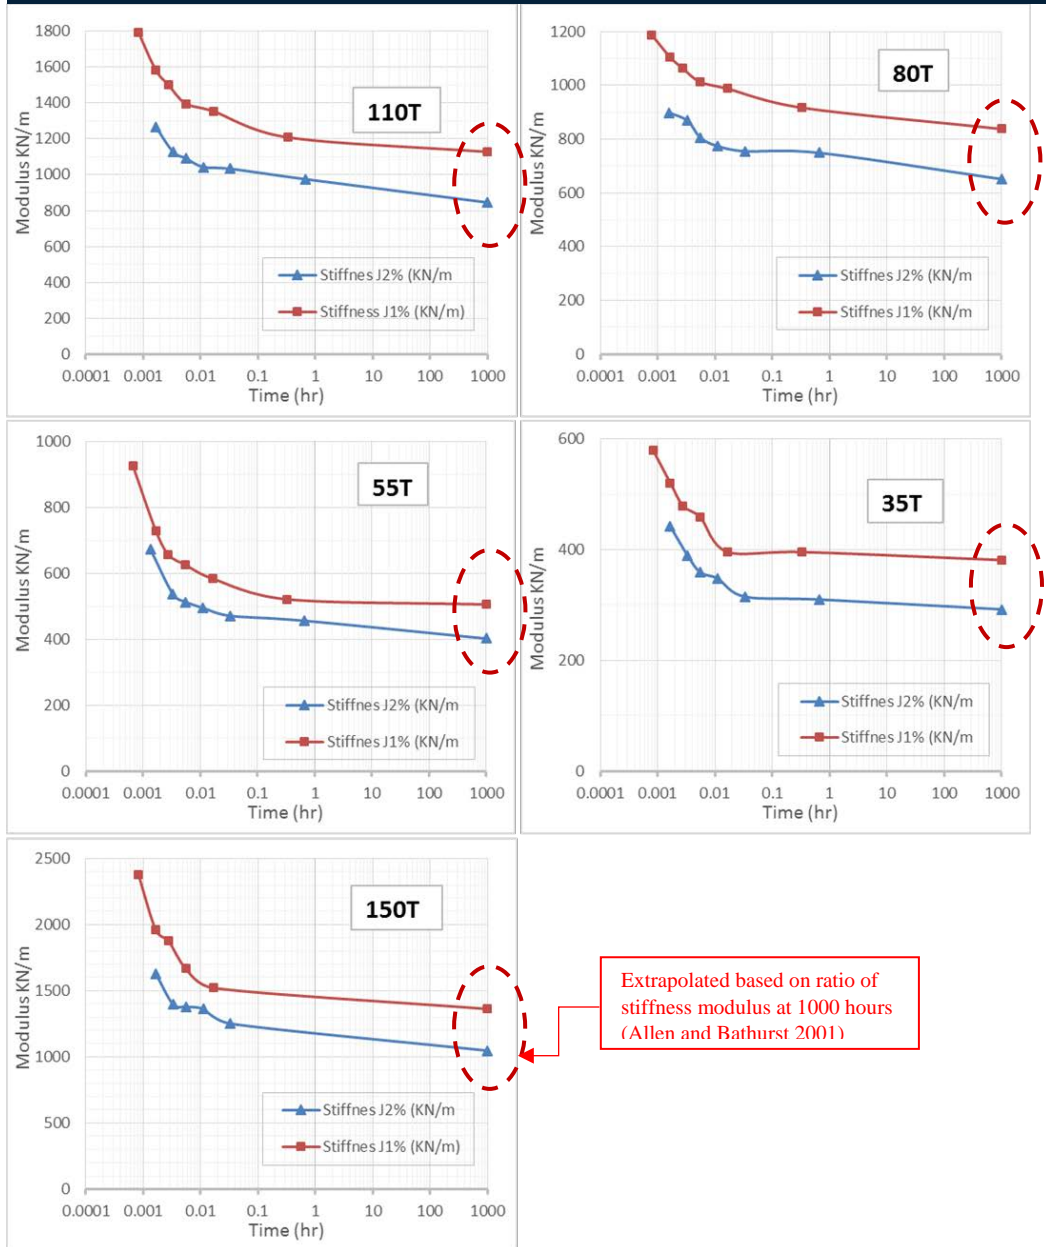 1800
1600
1400
1200
1000
800
600
400
200
0
Modulus KN/m
110T
Stiffnes J2% (KN/m
Stiffness J1% (KN/m)
0.0001 0.001 0.01 0.1 1 10 100 1000
Time (hr)
1200
1000
800
600
400
200
0
Modulus KN/m
80T
Stiffnes J2% (KN/m
Stiffnes J1% (KN/m
0.0001 0.001 0.01 0.1 1 10 100 1000
Time (hr)
1000
800
600
400
200
0
Modulus KN/m
55T
Stiffnes J2% (KN/m
Stiffnes J1% (KN/m
0.0001 0.001 0.01 0.1 1 10 100 1000
Time (hr)
600
400
200
0
Modulus KN/m
35T
Stiffnes J2% (KN/m
Stiffnes J1% (KN/m
0.0001 0.001 0.01 0.1 1 10 100 1000
Time (hr)
2500
2000
1500
1000
500
0
Modulus KN/m
150T
Stiffnes J2% (KN/m
Stiffnes J1% (KN/m)
0.0001 0.001 0.01 0.1 1 10 100 1000
Time (hr)
Extrapolated based on ratio of
stiffness modulus at 1000 hours
(Allen and Bathurst 2001)